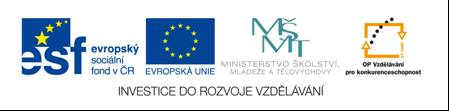 esf evropský
sociální
fond v ČR
EVROPSKÁ UNIE
MŠMT
MINISTERSTVO ŠKOLSTVÍ,
MLÁDEŽE A TĚLOVÝCHOVY
OP Vzdělávání
pro konkurenceschopnost
INVESTICE DO ROZVOJE VZDĚLÁVÁNÍ